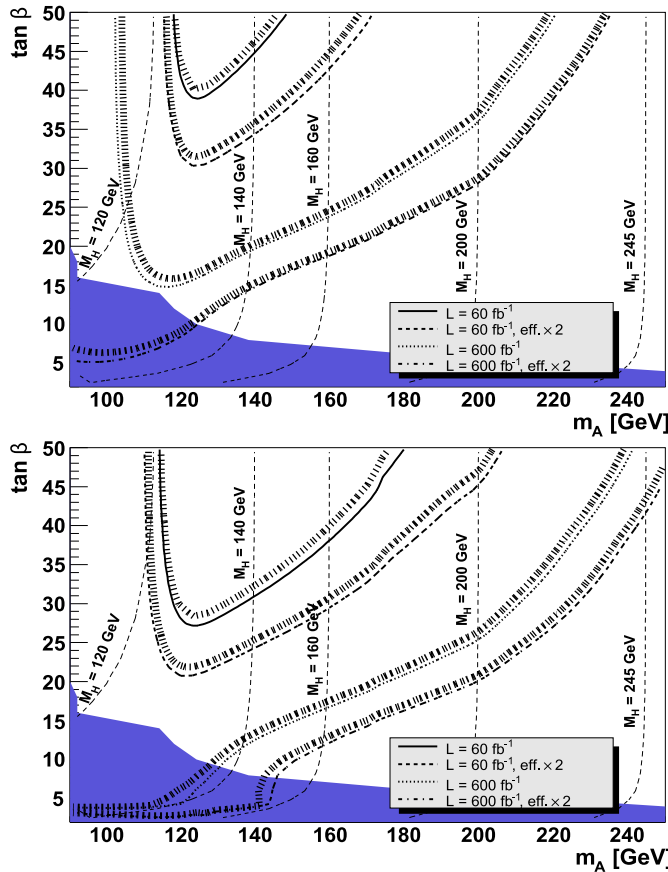 tan β
50
45
40
35
30
25
20
15
10
5
M_H = 120 GeV
M_H = 140 GeV
M_H = 160 GeV
M_H = 200 GeV
M_H = 245 GeV
L = 60 fb⁻¹
L = 60 fb⁻¹, eff. × 2
L = 600 fb⁻¹
L = 600 fb⁻¹, eff. × 2
100 120 140 160 180 200 220 240
m_A [GeV]
tan β
50
45
40
35
30
25
20
15
10
5
M_H = 120 GeV
M_H = 140 GeV
M_H = 160 GeV
M_H = 200 GeV
M_H = 245 GeV
L = 60 fb⁻¹
L = 60 fb⁻¹, eff. × 2
L = 600 fb⁻¹
L = 600 fb⁻¹, eff. × 2
100 120 140 160 180 200 220 240
m_A [GeV]